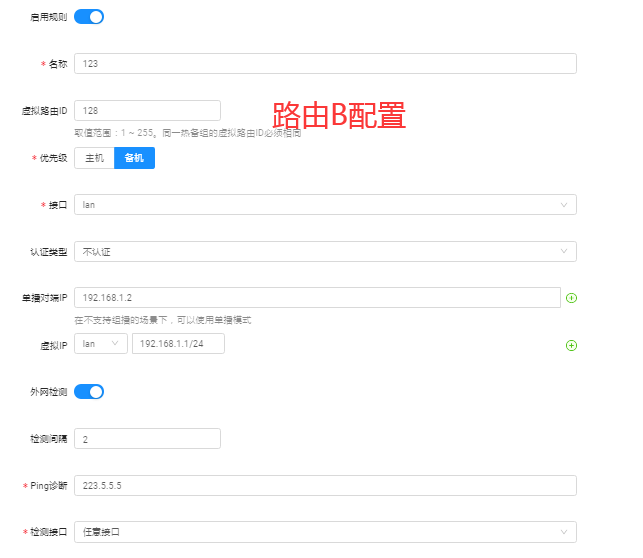 启用规则
* 名称 123
虚拟路由ID 128
路由B配置
取值范围：1 ~ 255。同一热备组的虚拟路由ID必须相同
* 优先级 主机 备机
* 接口 lan
认证类型 不认证
单播对端IP 192.168.1.2
在不支持组播的场景下，可以使用单播模式
虚拟IP lan 192.168.1.1/24
外网检测
检测间隔 2
* Ping诊断 223.5.5.5
* 检测接口 任意接口